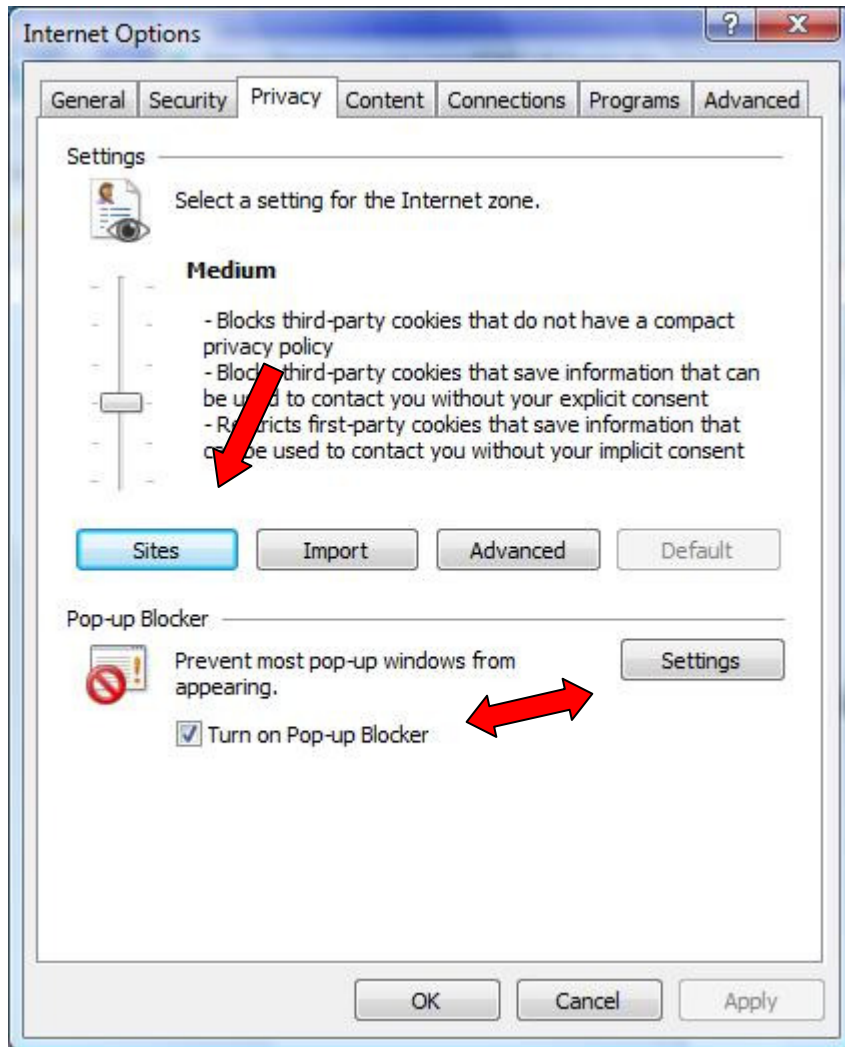 Internet Options
? X
General Security Privacy Content Connections Programs Advanced
Settings
Select a setting for the Internet zone.
Medium
- Blocks third-party cookies that do not have a compact
privacy policy
- Blocks third-party cookies that save information that can
be used to contact you without your explicit consent
- Restricts first-party cookies that save information that
can be used to contact you without your implicit consent
Sites Import Advanced Default
Pop-up Blocker
Prevent most pop-up windows from
appearing.
Settings
Turn on Pop-up Blocker
OK Cancel Apply